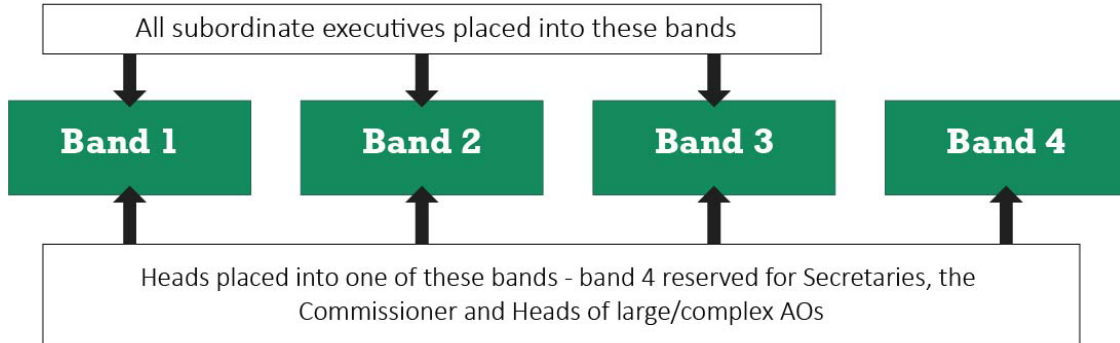 All subordinate executives placed into these bands
Band 1
Band 2
Band 3
Band 4
Heads placed into one of these bands - band 4 reserved for Secretaries, the
Commissioner and Heads of large/complex AOs